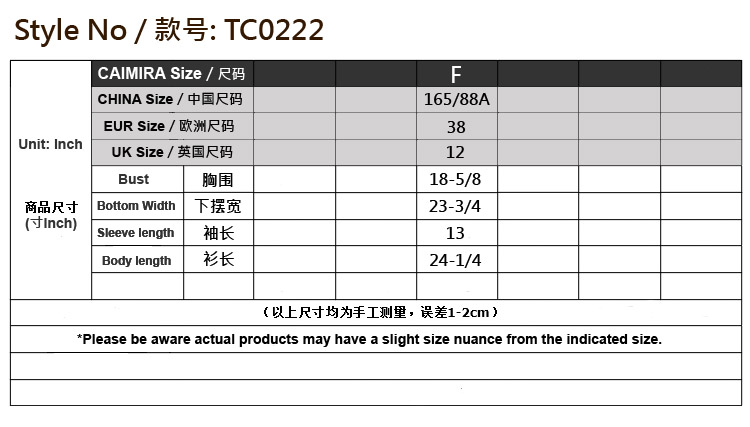 Style No / 款号: TC0222
CAIMIRA Size / 尺码 F
CHINA Size / 中国尺码 165/88A
EUR Size / 欧洲尺码 38
UK Size / 英国尺码 12
Unit: Inch
商品尺寸
(寸Inch)
Bust 胸围 18-5/8
Bottom Width 下摆宽 23-3/4
Sleeve length 袖长 13
Body length 衫长 24-1/4
（以上尺寸均为手工测量，误差1-2cm）
*Please be aware actual products may have a slight size nuance from the indicated size.